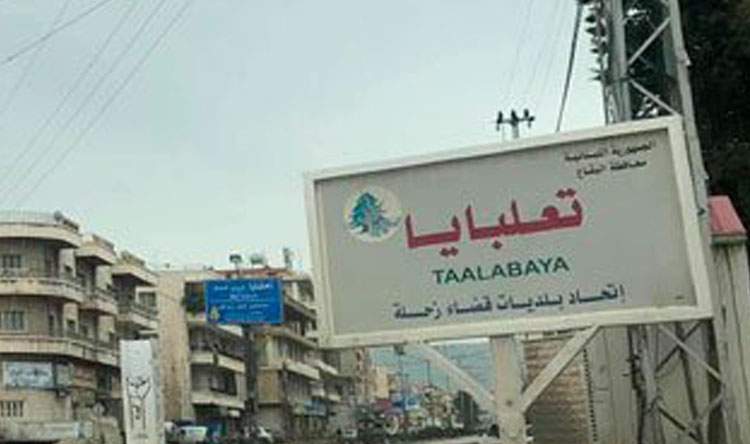 الجمهورية اللبنانية
محافظة البقاع
تعلبايا
TAALABAYA
إتحاد بلديات قضاء زحلة